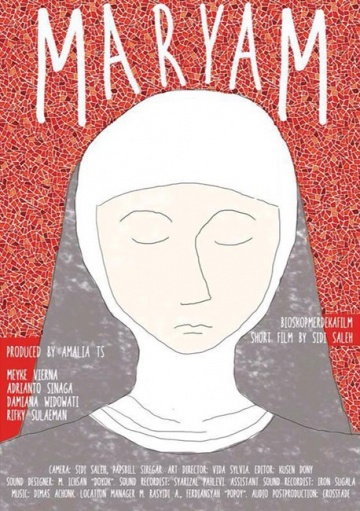 MARYAM
BIOSKOPMERDEKAFILM
SHORT FILM BY SIDI SALEH
PRODUCED BY AMALIA TS
MEYKE VIERNA
ADRIANTO SINAGA
DAMIANA WIDOWATI
RIFKY SULAEMAN
CAMERA: SIDI SALEH, PAPSRILL SIREGAR ART DIRECTOR: VIDA SYLVIA EDITOR: KUSEN DONY
SOUND DESIGNER: M. ICHSAN "DOYOK". SOUND RECORDIST: SYARIZAL PAHLEVI. ASSISTANT SOUND RECORDIST: IRON SUGALA
MUSIC: DIMAS ACHONK LOCATION MANAGER M. RASYIDI A., FERDIANSYAH "POPOY". AUDIO POSTPRODUCTION: CROSSFADE